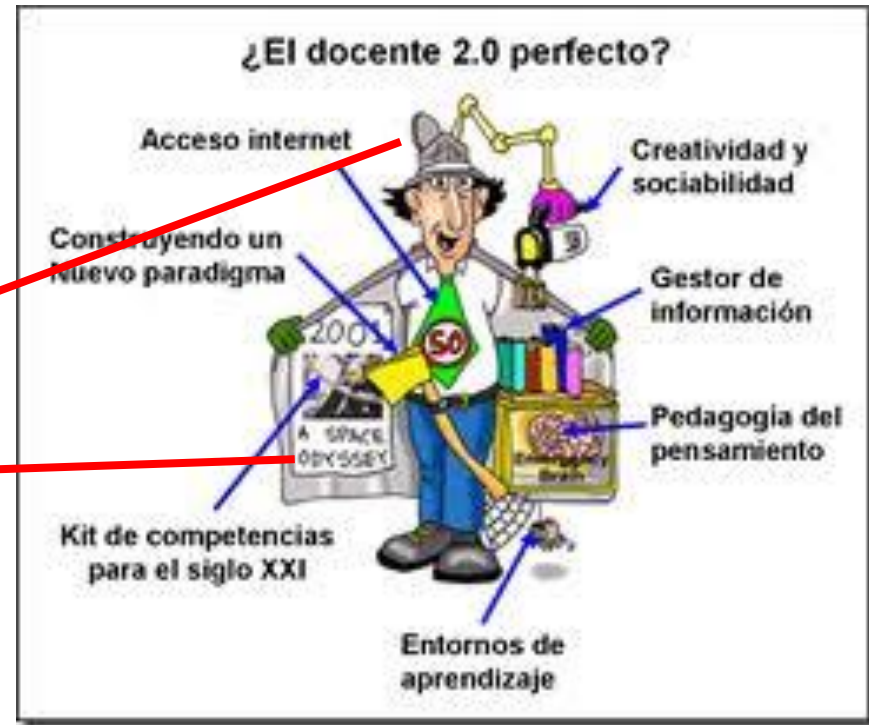 ¿El docente 2.0 perfecto?
Acceso internet
Creatividad y
sociabilidad
Construyendo un
Nuevo paradigma
Gestor de
información
2001
50
A SPACE
ODYSSEY
Pedagogia del
pensamiento
Brain
Kit de competencias
para el siglo XXI
Entornos de
aprendizaje